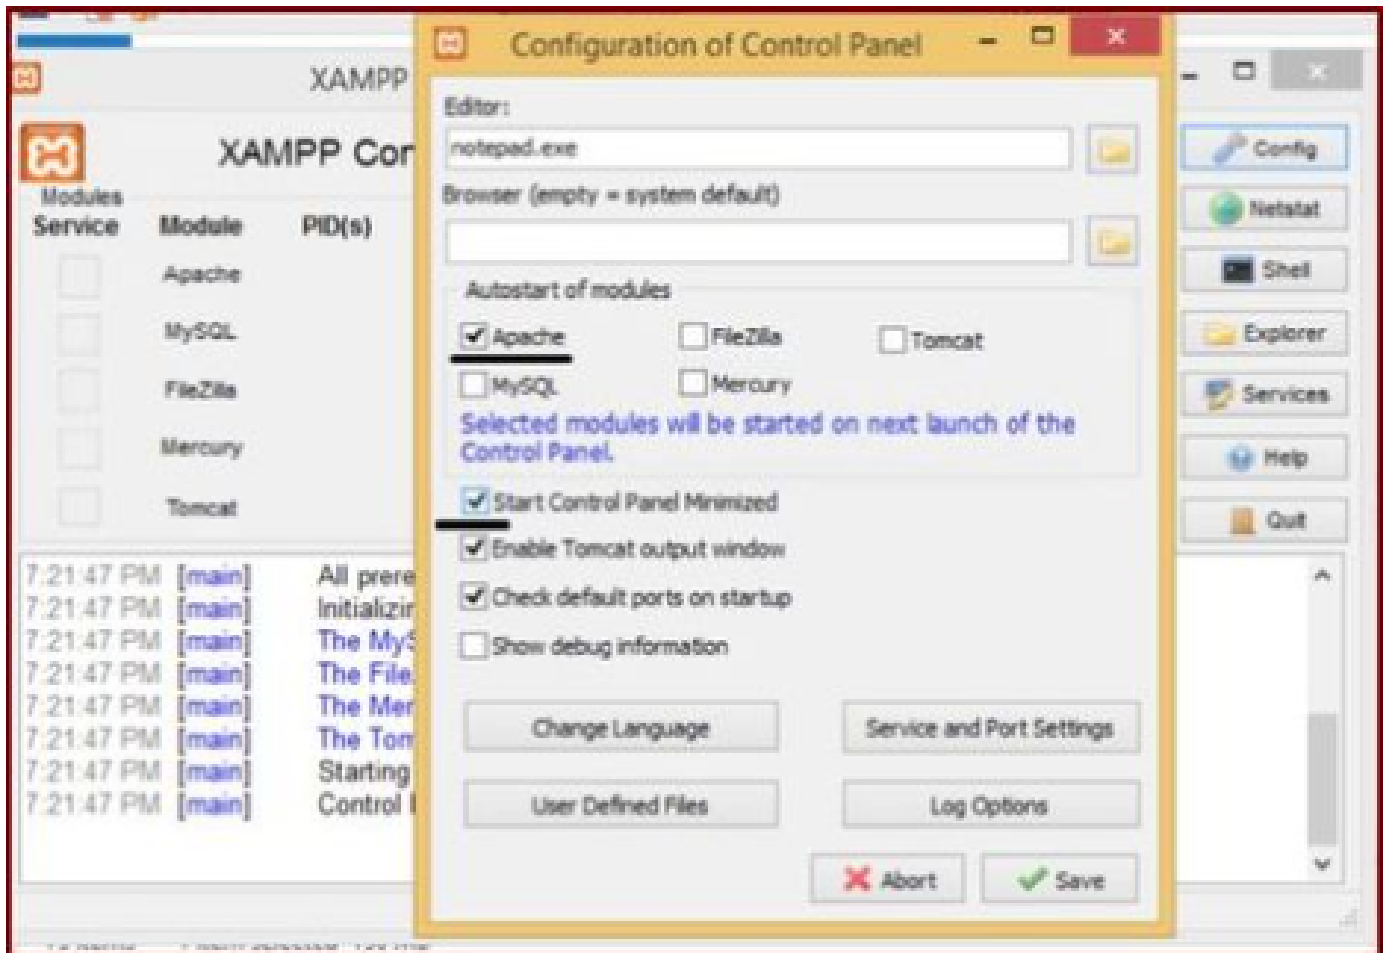 Configuration of Control Panel
XAMPP
XAMPP Con
Modules
Service Module PID(s)
Apache
MySQL
FileZilla
Mercury
Tomcat
Editor:
notepad.exe
Browser (empty = system default)
Autostart of modules
Apache FileZilla Tomcat
MySQL Mercury
Selected modules will be started on next launch of the
Control Panel.
Start Control Panel Minimized
Enable Tomcat output window
Check default ports on startup
Show debug information
Change Language Service and Port Settings
User Defined Files Log Options
Abort Save
Config
Netstat
Shell
Explorer
Services
Help
Quit
7:21:47 PM [main] All prere
7:21:47 PM [main] Initializin
7:21:47 PM [main] The MyS
7:21:47 PM [main] The File
7:21:47 PM [main] The Mer
7:21:47 PM [main] The Tom
7:21:47 PM [main] Starting
7:21:47 PM [main] Control